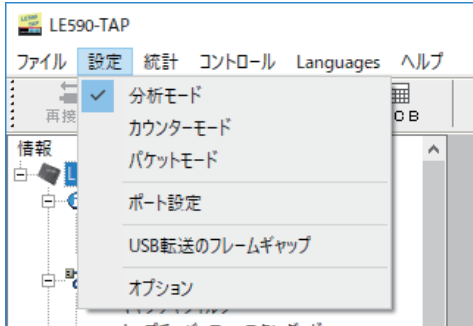 LE590-TAP
ファイル 設定 統計 コントロール Languages ヘルプ
再接
分析モード
CB
カウンターモード
パケットモード
情報
ポート設定
USB転送のフレームギャップ
オプション